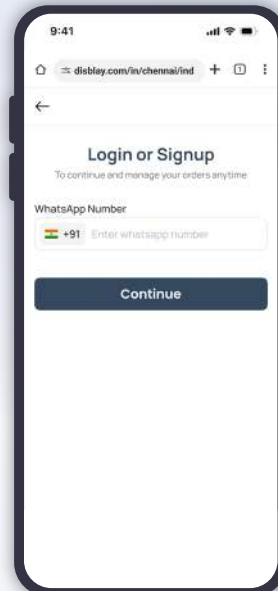 9:41
disblay.com/in/chennai/ind
1
Login or Signup
To continue and manage your orders anytime
WhatsApp Number
+91 Enter whatsapp number
Continue